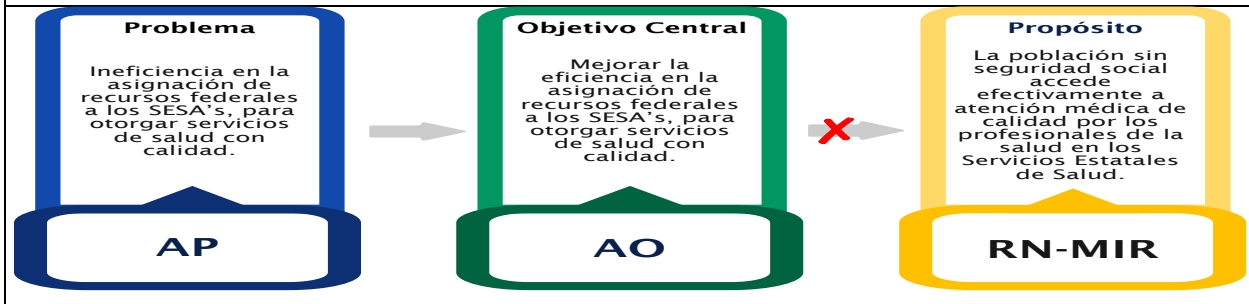 Problema
Ineficiencia en la
asignación de
recursos federales
a los SESA's, para
otorgar servicios
de salud con
calidad.
AP
Objetivo Central
Mejorar la
eficiencia en la
asignación de
recursos federales
a los SESA's, para
otorgar servicios
de salud con
calidad.
AO
Propósito
La población sin
seguridad social
accede
efectivamente a
atención médica de
calidad por los
profesionales de la
salud en los
Servicios Estatales
de Salud.
RN-MIR